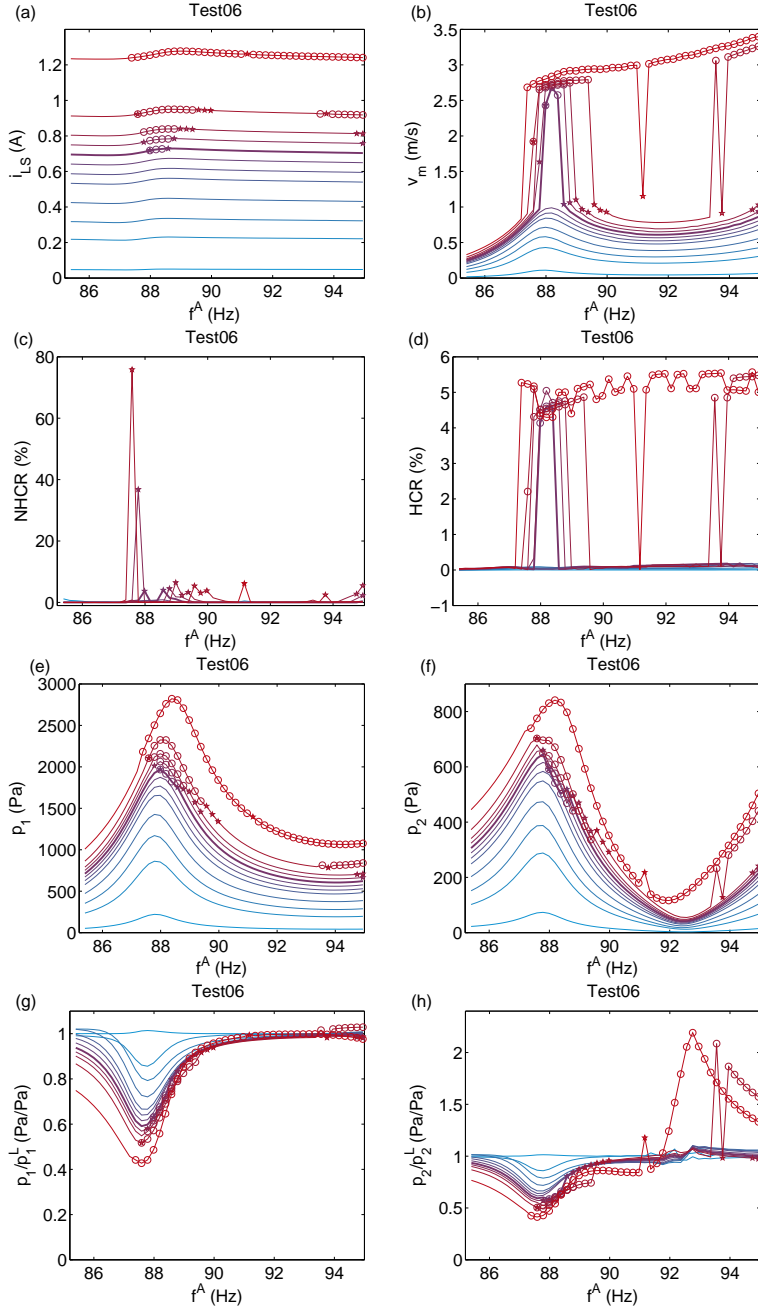 (a) Test06
1.2
1
0.8
0.6
0.4
0.2
0
i_LS (A)
86 88 90 92 94
f^A (Hz)
(b) Test06
3.5
3
2.5
2
1.5
1
0.5
0
v_m (m/s)
86 88 90 92 94
f^A (Hz)
(c) Test06
80
60
40
20
0
NHCR (%)
86 88 90 92 94
f^A (Hz)
(d) Test06
6
5
4
3
2
1
0
−1
HCR (%)
86 88 90 92 94
f^A (Hz)
(e) Test06
3000
2500
2000
1500
1000
500
0
p_1 (Pa)
86 88 90 92 94
f^A (Hz)
(f) Test06
800
600
400
200
0
p_2 (Pa)
86 88 90 92 94
f^A (Hz)
(g) Test06
1
0.8
0.6
0.4
0.2
0
p_1/p_1^L (Pa/Pa)
86 88 90 92 94
f^A (Hz)
(h) Test06
2
1.5
1
0.5
0
p_2/p_2^L (Pa/Pa)
86 88 90 92 94
f^A (Hz)